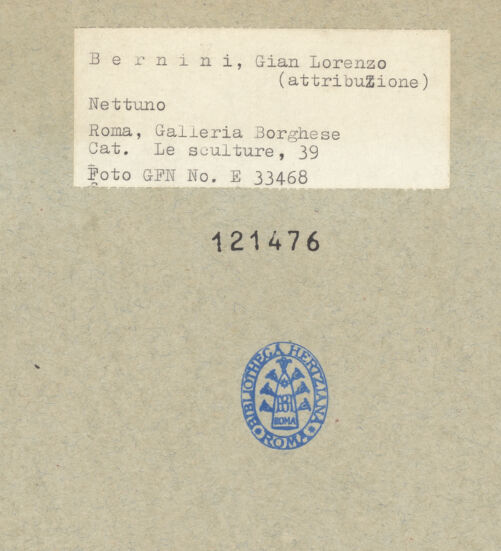 B e r n i n i, Gian Lorenzo
(attribuZione)
Nettuno
Roma, Galleria Borghese
Cat. Le sculture, 39
Foto GFN No. E 33468
121476
BIBLIOTHECA HERTZIANA
BH
ROMA
ROMA